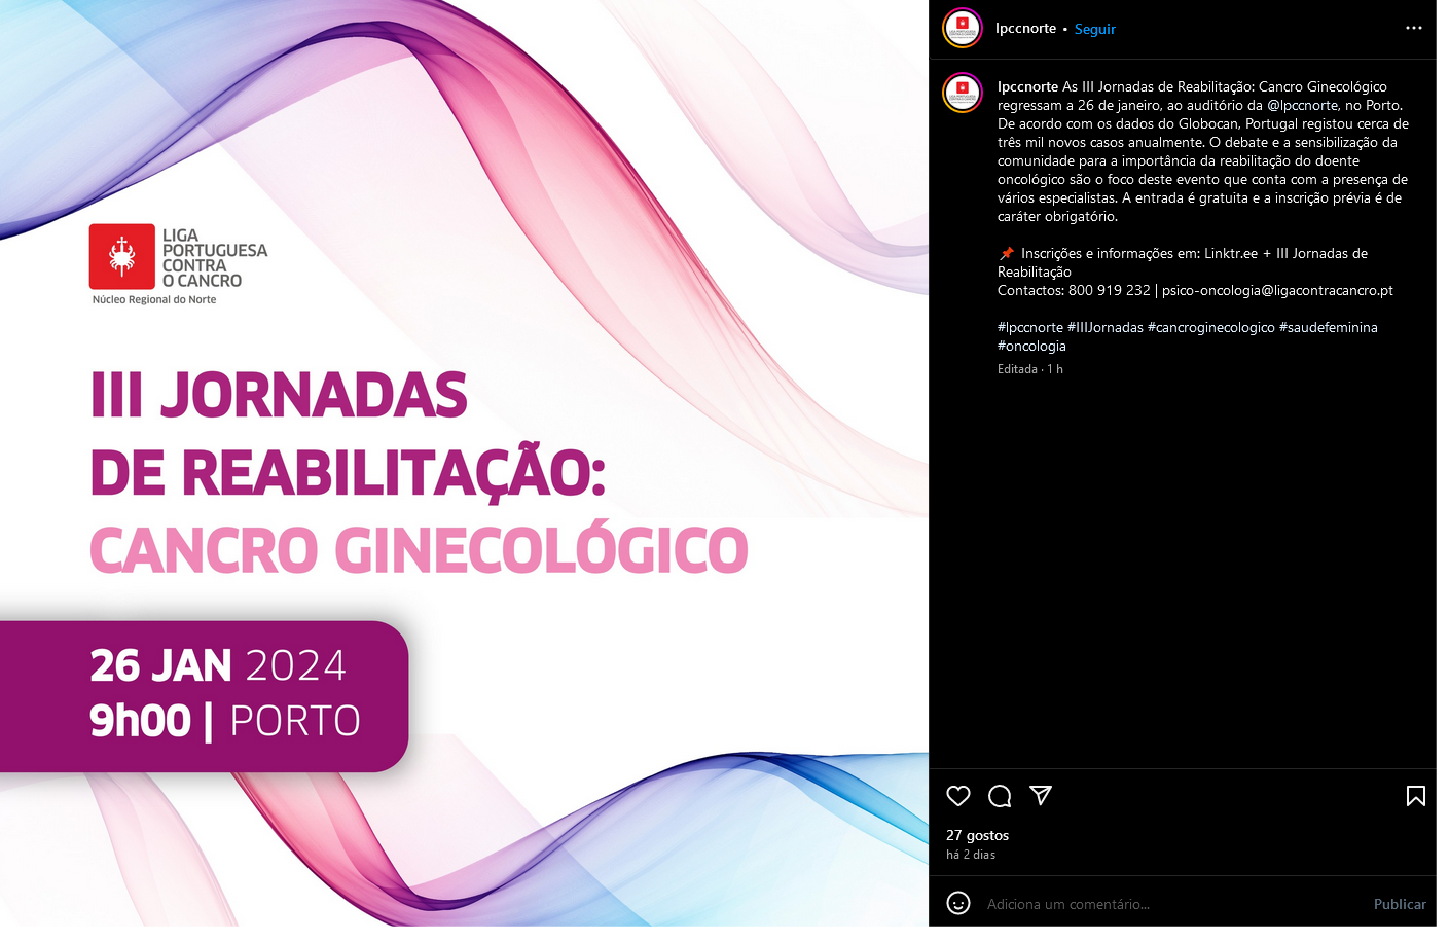 LIGA
PORTUGUESA
CONTRA
O CANCRO
Núcleo Regional do Norte
III JORNADAS
DE REABILITAÇÃO:
CANCRO GINECOLÓGICO
26 JAN 2024
9h00 | PORTO
lpccnorte • Seguir
lpccnorte As III Jornadas de Reabilitação: Cancro Ginecológico
regressam a 26 de janeiro, ao auditório da @lpccnorte, no Porto.
De acordo com os dados do Globocan, Portugal registou cerca de
três mil novos casos anualmente. O debate e a sensibilização da
comunidade para a importância da reabilitação do doente
oncológico são o foco deste evento que conta com a presença de
vários especialistas. A entrada é gratuita e a inscrição prévia é de
caráter obrigatório.
📌 Inscrições e informações em: Linktr.ee + III Jornadas de
Reabilitação
Contactos: 800 919 232 | psico-oncologia@ligacontracancro.pt
#lpccnorte #IIIJornadas #cancroginecologico #saudefeminina
#oncologia
Editada · 1 h
27 gostos
há 2 dias
Adiciona um comentário...
Publicar